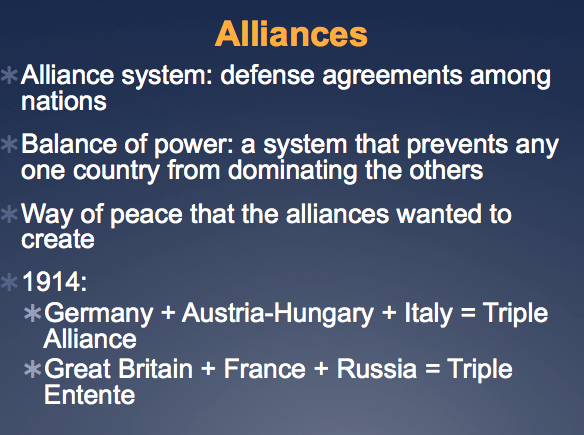 Alliances
Alliance system: defense agreements among
nations
Balance of power: a system that prevents any
one country from dominating the others
Way of peace that the alliances wanted to
create
1914:
Germany + Austria-Hungary + Italy = Triple
Alliance
Great Britain + France + Russia = Triple
Entente